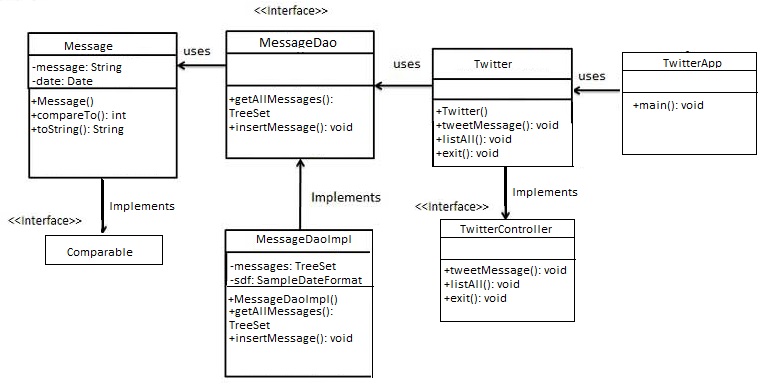 <<Interface>>
Message
-message: String
-date: Date
+Message()
+compareTo(): int
+toString(): String
uses
MessageDao
+getAllMessages():
TreeSet
+insertMessage(): void
uses
Twitter
+Twitter()
+tweetMessage(): void
+listAll(): void
+exit(): void
uses
TwitterApp
+main(): void
Implements
<<Interface>>
Comparable
Implements
MessageDaoImpl
-messages: TreeSet
-sdf: SampleDateFormat
+MessageDaoImpl()
+getAllMessages():
TreeSet
+insertMessage(): void
Implements
<<Interface>>
TwitterController
+tweetMessage(): void
+listAll(): void
+exit(): void